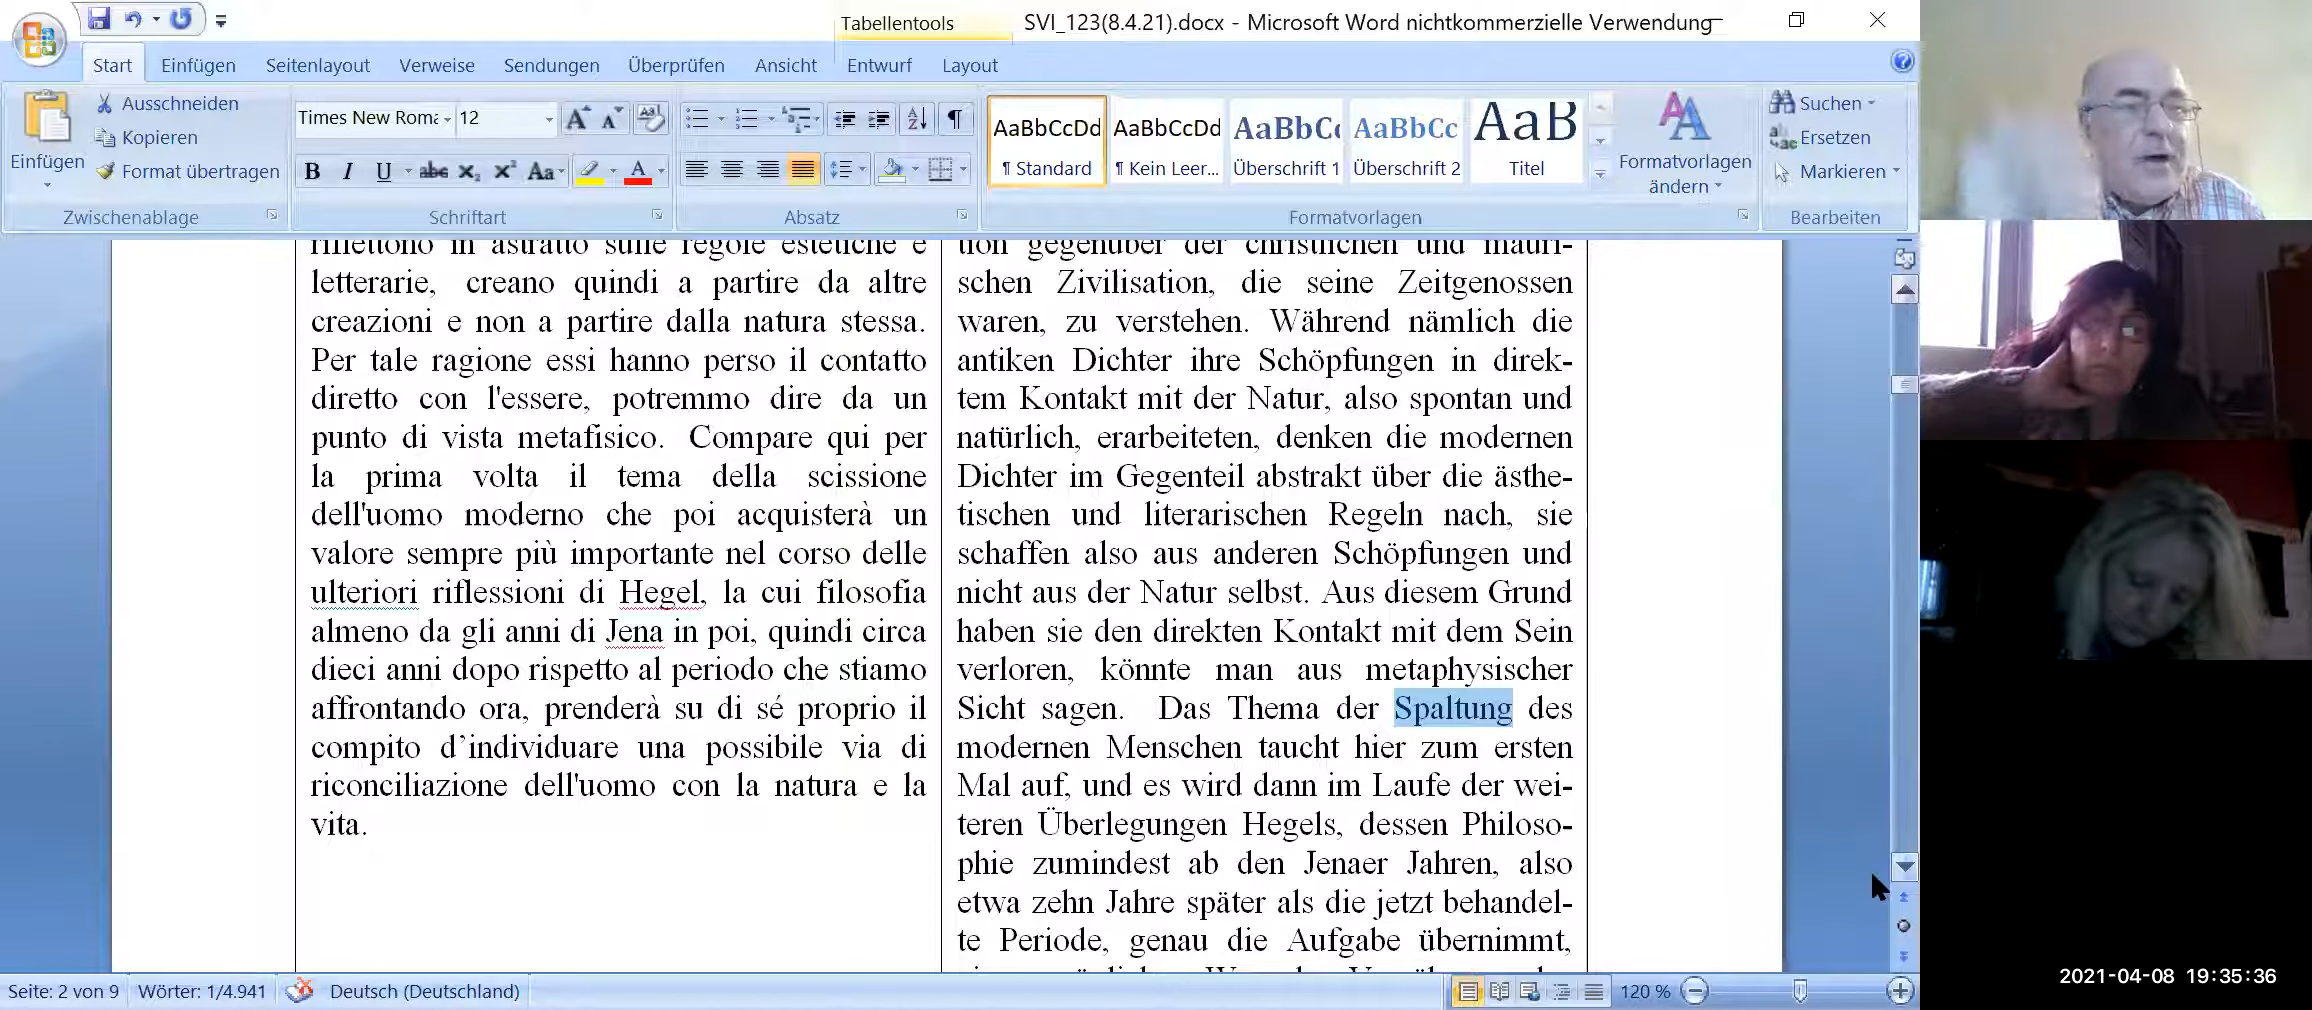 Tabellentools
SVI_123(8.4.21).docx - Microsoft Word nichtkommerzielle Verwendung
Start Einfügen Seitenlayout Verweise Sendungen Überprüfen Ansicht Entwurf Layout
Einfügen
Ausschneiden
Kopieren
Format übertragen
Zwischenablage
Times New Roma 12
Schriftart
Absatz
AaBbCcDd AaBbCcDd AaBbCc AaBbCc AaB
¶ Standard ¶ Kein Leer... Überschrift 1 Überschrift 2 Titel
Formatvorlagen
ändern
Formatvorlagen
Suchen
Ersetzen
Markieren
Bearbeiten
riflettono in astratto sulle regole estetiche e
letterarie, creano quindi a partire da altre
creazioni e non a partire dalla natura stessa.
Per tale ragione essi hanno perso il contatto
diretto con l'essere, potremmo dire da un
punto di vista metafisico. Compare qui per
la prima volta il tema della scissione
dell'uomo moderno che poi acquisterà un
valore sempre più importante nel corso delle
ulteriori riflessioni di Hegel, la cui filosofia
almeno da gli anni di Jena in poi, quindi circa
dieci anni dopo rispetto al periodo che stiamo
affrontando ora, prenderà su di sé proprio il
compito d’individuare una possibile via di
riconciliazione dell'uomo con la natura e la
vita.
tion gegenüber der christlichen und mauri-
schen Zivilisation, die seine Zeitgenossen
waren, zu verstehen. Während nämlich die
antiken Dichter ihre Schöpfungen in direk-
tem Kontakt mit der Natur, also spontan und
natürlich, erarbeiteten, denken die modernen
Dichter im Gegenteil abstrakt über die ästhe-
tischen und literarischen Regeln nach, sie
schaffen also aus anderen Schöpfungen und
nicht aus der Natur selbst. Aus diesem Grund
haben sie den direkten Kontakt mit dem Sein
verloren, könnte man aus metaphysischer
Sicht sagen. Das Thema der Spaltung des
modernen Menschen taucht hier zum ersten
Mal auf, und es wird dann im Laufe der wei-
teren Überlegungen Hegels, dessen Philoso-
phie zumindest ab den Jenaer Jahren, also
etwa zehn Jahre später als die jetzt behandel-
te Periode, genau die Aufgabe übernimmt,
Seite: 2 von 9 Wörter: 1/4.941 Deutsch (Deutschland) 120 %
2021-04-08 19:35:36